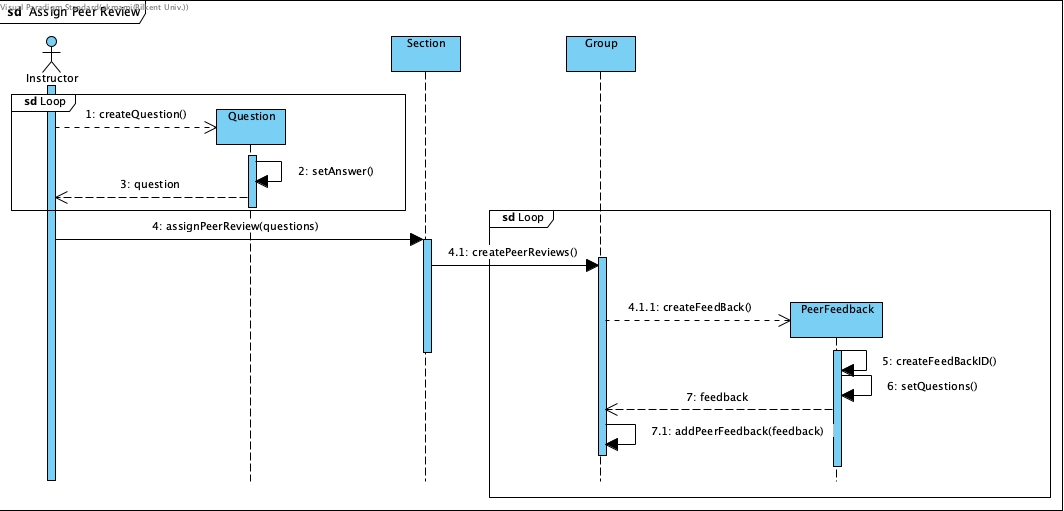 sd Assign Peer Review
Instructor
Section
Group
sd Loop
1: createQuestion()
Question
2: setAnswer()
3: question
sd Loop
4: assignPeerReview(questions)
4.1: createPeerReviews()
4.1.1: createFeedBack()
PeerFeedback
5: createFeedBackID()
6: setQuestions()
7: feedback
7.1: addPeerFeedback(feedback)